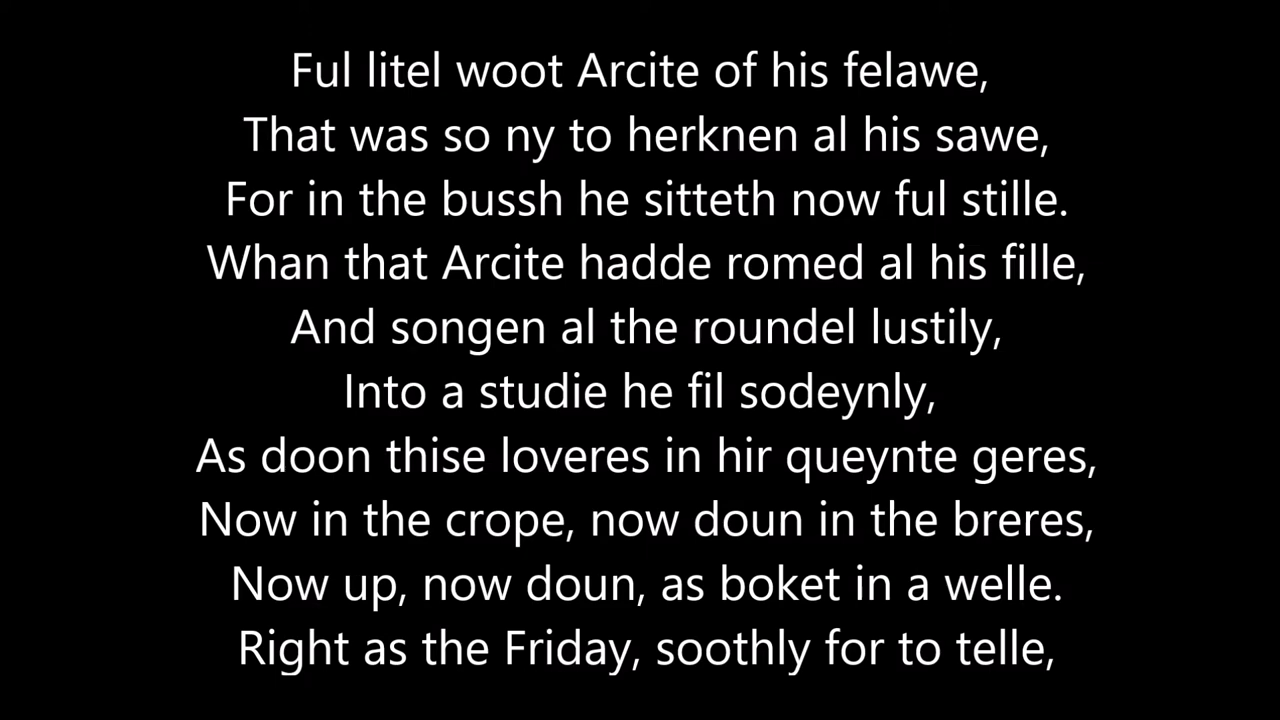 Ful litel woot Arcite of his felawe,
That was so ny to herknen al his sawe,
For in the bussh he sitteth now ful stille.
Whan that Arcite hadde romed al his fille,
And songen al the roundel lustily,
Into a studie he fil sodeynly,
As doon thise loveres in hir queynte geres,
Now in the crope, now doun in the breres,
Now up, now doun, as boket in a welle.
Right as the Friday, soothly for to telle,